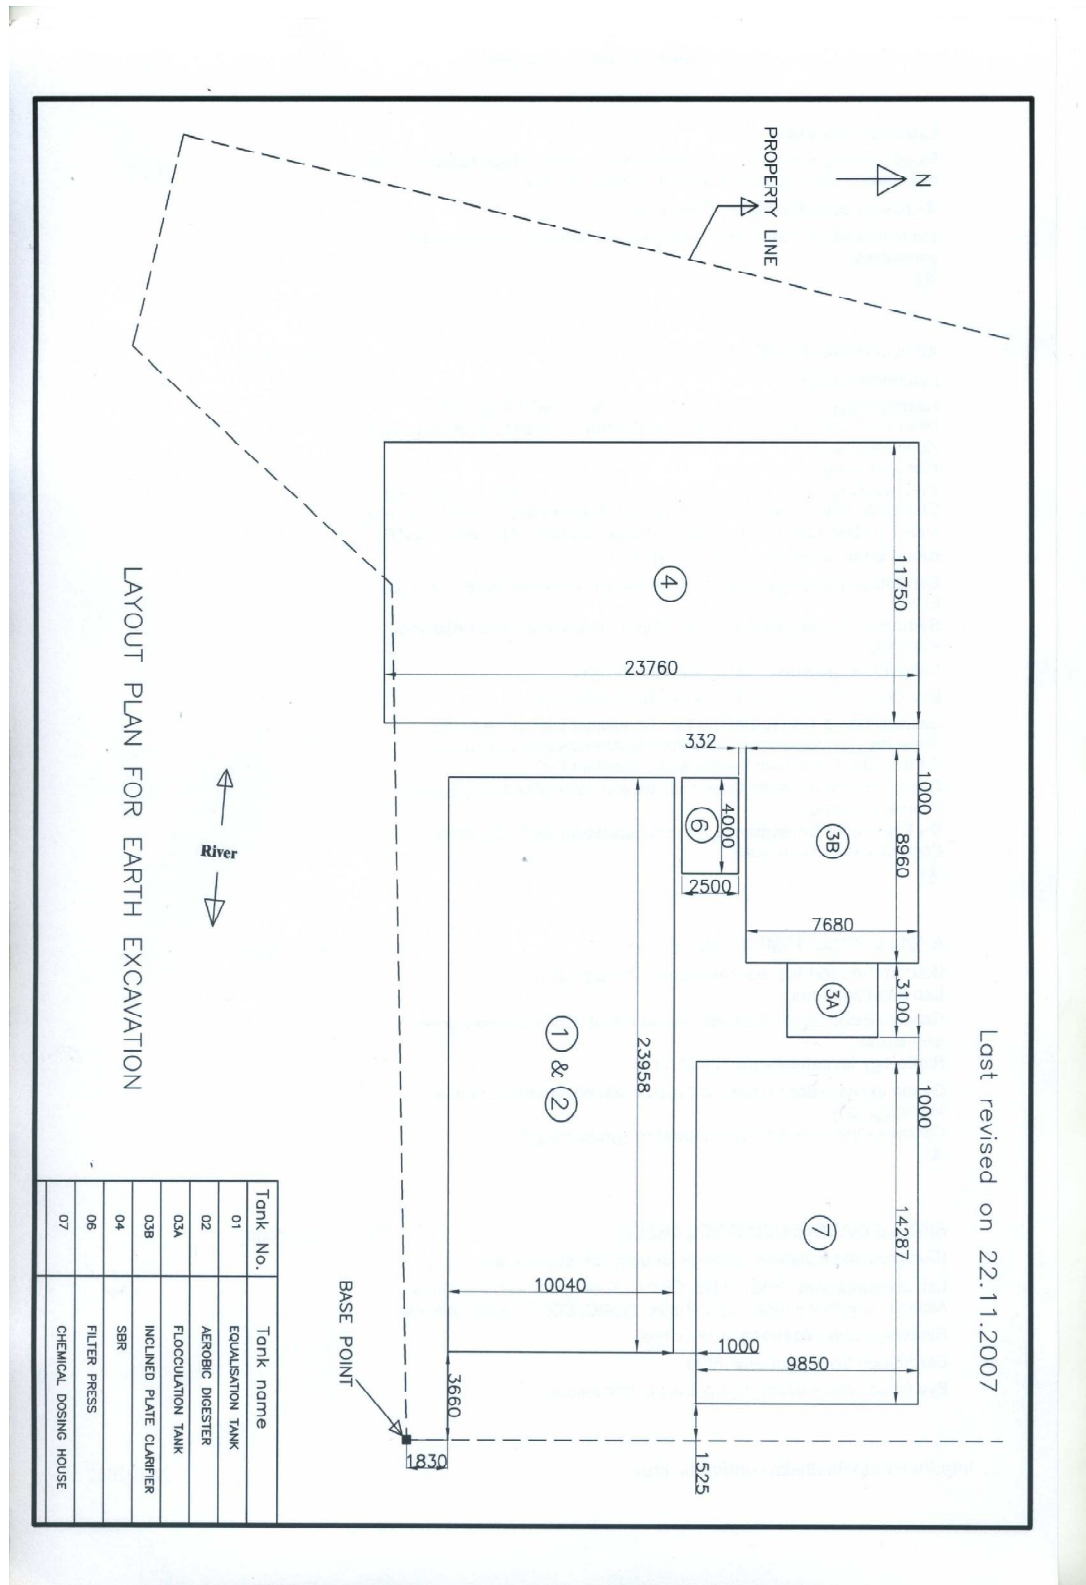 Last revised on 22.11.2007
N
PROPERTY LINE
11750
1000
8960
3100
1000
14287
4
23760
332
3B
7680
3A
6
4000
2500
7
9850
1000
1525
1 & 2
23958
10040
3660
1830
BASE POINT
River
LAYOUT PLAN FOR EARTH EXCAVATION
Tank No. Tank name
01 EQUALISATION TANK
02 AEROBIC DIGESTER
03A FLOCCULATION TANK
03B INCLINED PLATE CLARIFIER
04 SBR
06 FILTER PRESS
07 CHEMICAL DOSING HOUSE